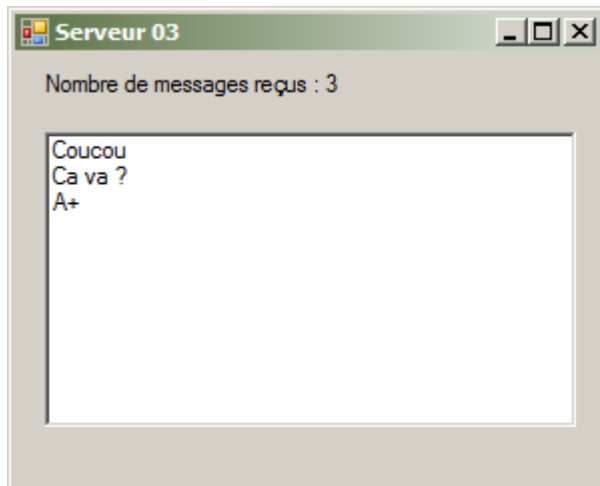 Serveur 03
Nombre de messages reçus : 3
Coucou
Ca va ?
A+